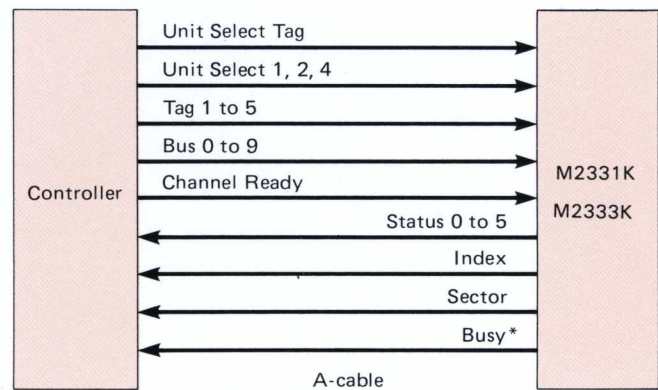 Unit Select Tag
Unit Select 1, 2, 4
Tag 1 to 5
Bus 0 to 9
Channel Ready
Controller
M2331K
M2333K
Status 0 to 5
Index
Sector
Busy*
A-cable